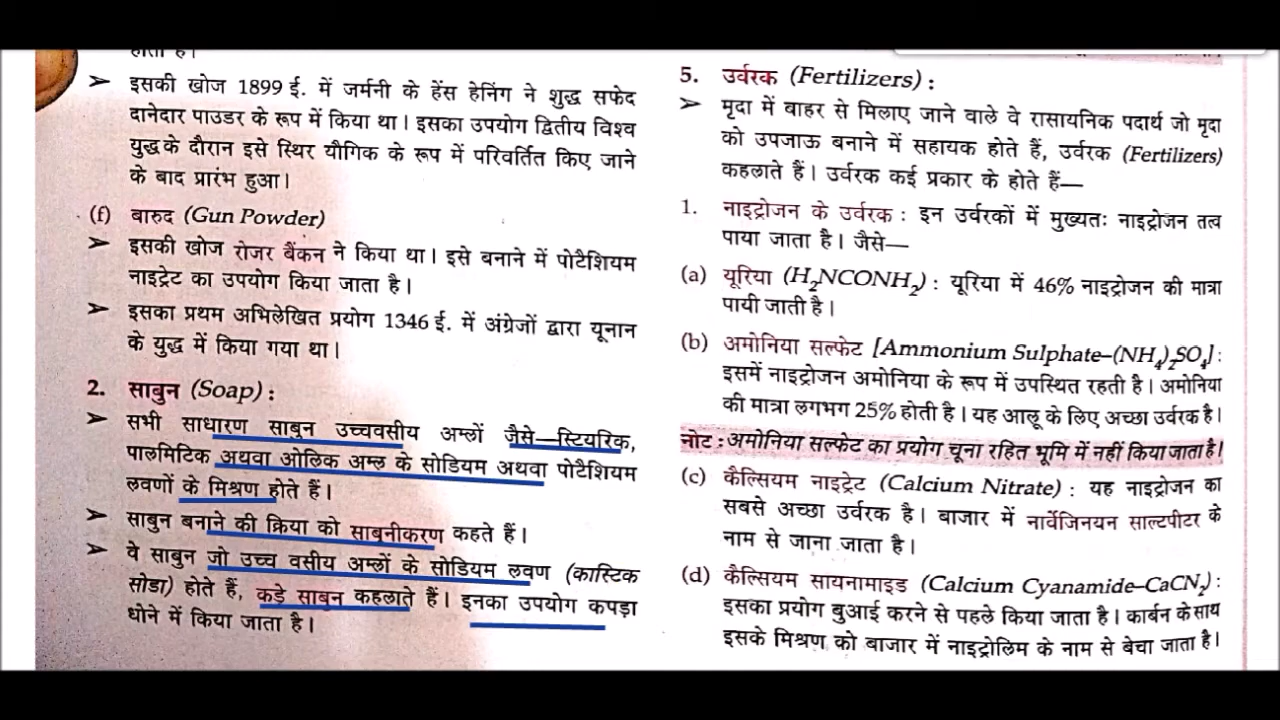 होता है।
➢ इसकी खोज 1899 ई. में जर्मनी के हेंस हेनिंग ने शुद्ध सफेद
दानेदार पाउडर के रूप में किया था। इसका उपयोग द्वितीय विश्व
युद्ध के दौरान इसे स्थिर यौगिक के रूप में परिवर्तित किए जाने
के बाद प्रारंभ हुआ।
(f) बारुद (Gun Powder)
➢ इसकी खोज रोजर बैंकन ने किया था। इसे बनाने में पोटैशियम
नाइट्रेट का उपयोग किया जाता है।
➢ इसका प्रथम अभिलेखित प्रयोग 1346 ई. में अंग्रेजों द्वारा यूनान
के युद्ध में किया गया था।
2. साबुन (Soap) :
➢ सभी साधारण साबुन उच्चवसीय अम्लों जैसे—स्टियरिक,
पालमिटिक अथवा ओलिक अम्ल के सोडियम अथवा पोटैशियम
लवणों के मिश्रण होते हैं।
➢ साबुन बनाने की क्रिया को साबुनीकरण कहते हैं।
➢ वे साबुन जो उच्च वसीय अम्लों के सोडियम लवण (कास्टिक
सोडा) होते हैं, कड़े साबुन कहलाते हैं। इनका उपयोग कपड़ा
धोने में किया जाता है।
5. उर्वरक (Fertilizers) :
➢ मृदा में बाहर से मिलाए जाने वाले वे रासायनिक पदार्थ जो मृदा
को उपजाऊ बनाने में सहायक होते हैं, उर्वरक (Fertilizers)
कहलाते हैं। उर्वरक कई प्रकार के होते हैं—
1. नाइट्रोजन के उर्वरक : इन उर्वरकों में मुख्यतः नाइट्रोजन तत्व
पाया जाता है। जैसे—
(a) यूरिया (H₂NCONH₂) : यूरिया में 46% नाइट्रोजन की मात्रा
पायी जाती है।
(b) अमोनिया सल्फेट [Ammonium Sulphate–(NH₄)₂SO₄] :
इसमें नाइट्रोजन अमोनिया के रूप में उपस्थित रहती है। अमोनिया
की मात्रा लगभग 25% होती है। यह आलू के लिए अच्छा उर्वरक है।
नोट : अमोनिया सल्फेट का प्रयोग चूना रहित भूमि में नहीं किया जाता है।
(c) कैल्सियम नाइट्रेट (Calcium Nitrate) : यह नाइट्रोजन का
सबसे अच्छा उर्वरक है। बाजार में नार्वेजिनयन साल्टपीटर के
नाम से जाना जाता है।
(d) कैल्सियम सायनामाइड (Calcium Cyanamide–CaCN₂) :
इसका प्रयोग बुआई करने से पहले किया जाता है। कार्बन के साथ
इसके मिश्रण को बाजार में नाइट्रोलिम के नाम से बेचा जाता है।